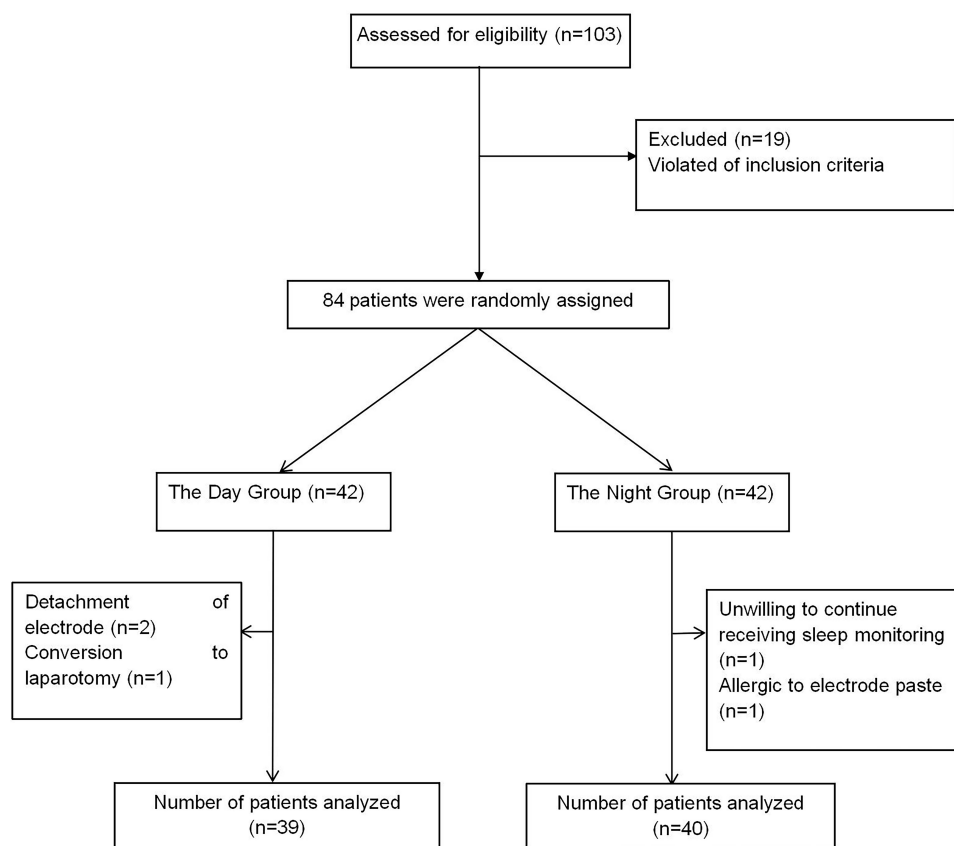 Assessed for eligibility (n=103)
Excluded (n=19)
Violated of inclusion criteria
84 patients were randomly assigned
The Day Group (n=42)
The Night Group (n=42)
Detachment of
electrode (n=2)
Conversion to
laparotomy (n=1)
Unwilling to continue
receiving sleep monitoring
(n=1)
Allergic to electrode paste
(n=1)
Number of patients analyzed
(n=39)
Number of patients analyzed
(n=40)